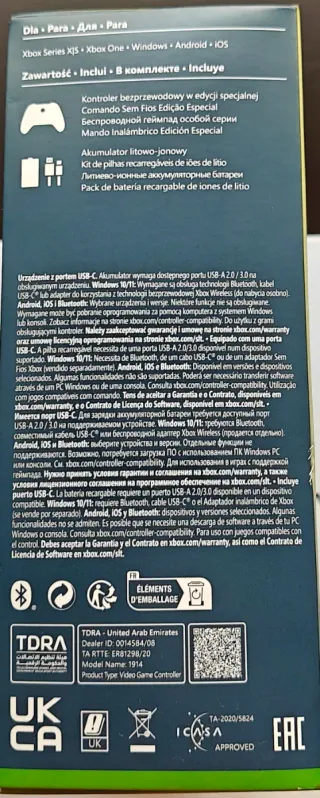 Dla • Para • Для • Para
Xbox Series X|S • Xbox One • Windows • Android • iOS
Zawartość • Inclui • В комплекте • Incluye
Kontroler bezprzewodowy w edycji specjalnej
Comando Sem Fios Edição Especial
Беспроводной геймпад особой серии
Mando Inalámbrico Edición Especial
Akumulator litowo-jonowy
Kit de pilhas recarregáveis de iões de lítio
Литиево-ионные аккумуляторные батареи
Pack de batería recargable de iones de litio
Urządzenie z portem USB-C. Akumulator wymaga dostępnego portu USB-A 2.0 / 3.0 na
obsługiwanym urządzeniu. Windows 10/11: Wymagane są obsługa technologii Bluetooth, kabel
USB-C® lub adapter do korzystania z technologii bezprzewodowej Xbox Wireless (do nabycia osobno).
Android, iOS i Bluetooth: Wybrane urządzenia i wersje. Niektóre funkcje nie są obsługiwane.
Wymagane może być pobranie oprogramowania za pomocą komputera z systemem Windows
lub konsoli. Zobacz informacje na stronie xbox.com/controller-compatibility. Do użytku z grami
obsługującymi kontroler. Należy zaakceptować gwarancję i umowę na stronie xbox.com/warranty
oraz umowę licencyjną oprogramowania na stronie xbox.com/slt. • Equipado com uma porta
USB-C. A pilha recarregável necessita de uma porta USB-A 2.0/3.0 disponível num dispositivo
suportado. Windows 10/11: Necessita de Bluetooth, de um cabo USB-C® ou de um adaptador Sem
Fios Xbox (vendido separadamente). Android, iOS e Bluetooth: Disponível em versões e dispositivos
selecionados. Algumas funcionalidades não suportadas. Poderá ser necessário transferir software
através de um PC Windows ou de uma consola. Consulta xbox.com/controller-compatibility. Utilização
com jogos compatíveis com comando. Tens de aceitar a Garantia e o Contrato, disponíveis em
xbox.com/warranty, e o Contrato de Licença do Software, disponível em xbox.com/slt. •
Имеется порт USB-C. Для зарядки аккумуляторной батареи требуется доступный порт
USB-A 2.0 / 3.0 на поддерживаемом устройстве. Windows 10/11: требуются Bluetooth,
совместимый кабель USB-C® или беспроводной адаптер Xbox Wireless (продается отдельно).
Android, iOS и Bluetooth: выберите устройства и версии. Отдельные функции не
поддерживаются. Возможно, потребуется загрузка ПО с использованием ПК Windows PC
или консоли. См. xbox.com/controller-compatibility. Для использования в играх с поддержкой
геймпада. Нужно принять условия гарантии и соглашения на xbox.com/warranty, а также
условия лицензионного соглашения на программное обеспечение на xbox.com/slt. • Incluye
puerto USB-C. La batería recargable requiere un puerto USB-A 2.0/3.0 disponible en un dispositivo
compatible. Windows 10/11: requiere Bluetooth, cable USB-C® o el Adaptador inalámbrico de Xbox
(se vende por separado). Android, iOS y Bluetooth: dispositivos y versiones seleccionados. Algunas
funcionalidades no se admiten. Es posible que se necesite una descarga de software a través de tu PC
Windows o consola. Consulta xbox.com/controller-compatibility. Para uso con juegos compatibles con
el control. Debes aceptar la Garantía y el Contrato en xbox.com/warranty, así como el Contrato de
Licencia de Software en xbox.com/slt.
FR
ÉLÉMENTS
D'EMBALLAGE
TDRA
هيئة تنظيم الاتصالات
والحكومة الرقمية
TDRA - United Arab Emirates
Dealer ID: 0014584/08
TA RTTE: ER81298/20
Model Name: 1914
Product Type: Video Game Controller
UK
CA
UK
ICASA
TA-2020/5824
APPROVED
EAC